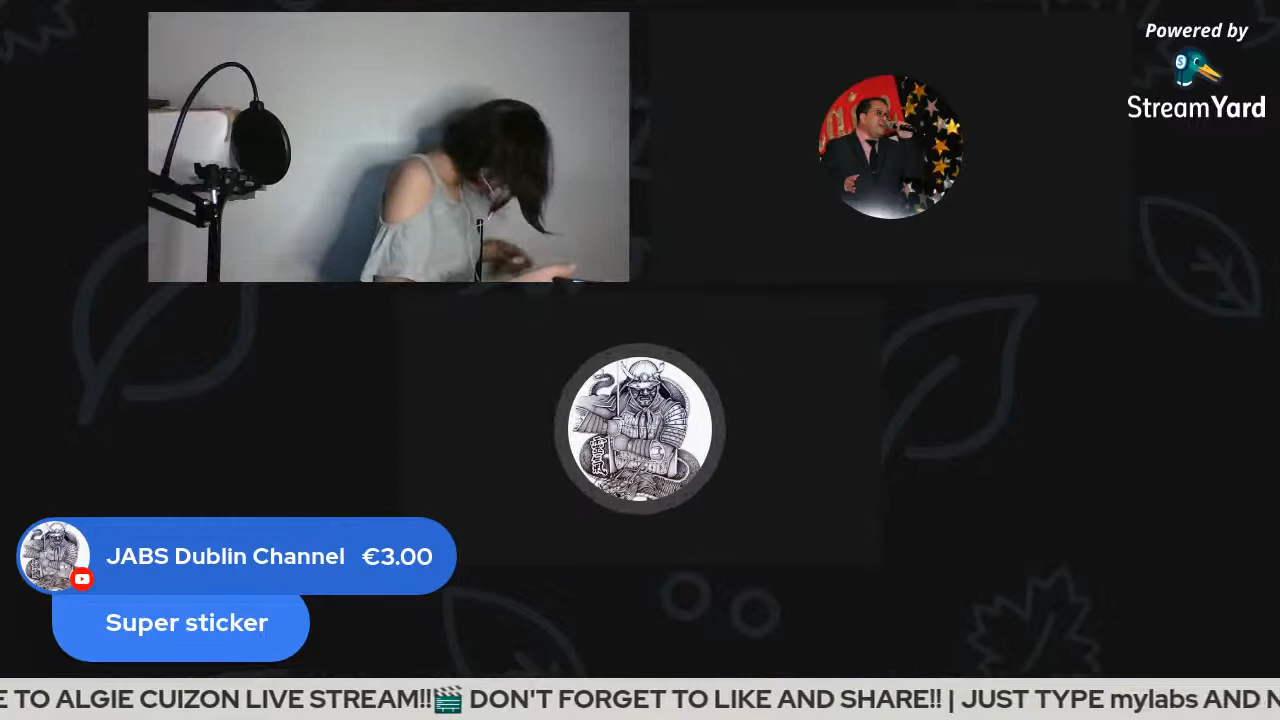 Powered by
StreamYard
JABS Dublin Channel €3.00
Super sticker
E TO ALGIE CUIZON LIVE STREAM!!🎬 DON'T FORGET TO LIKE AND SHARE!! | JUST TYPE mylabs AND